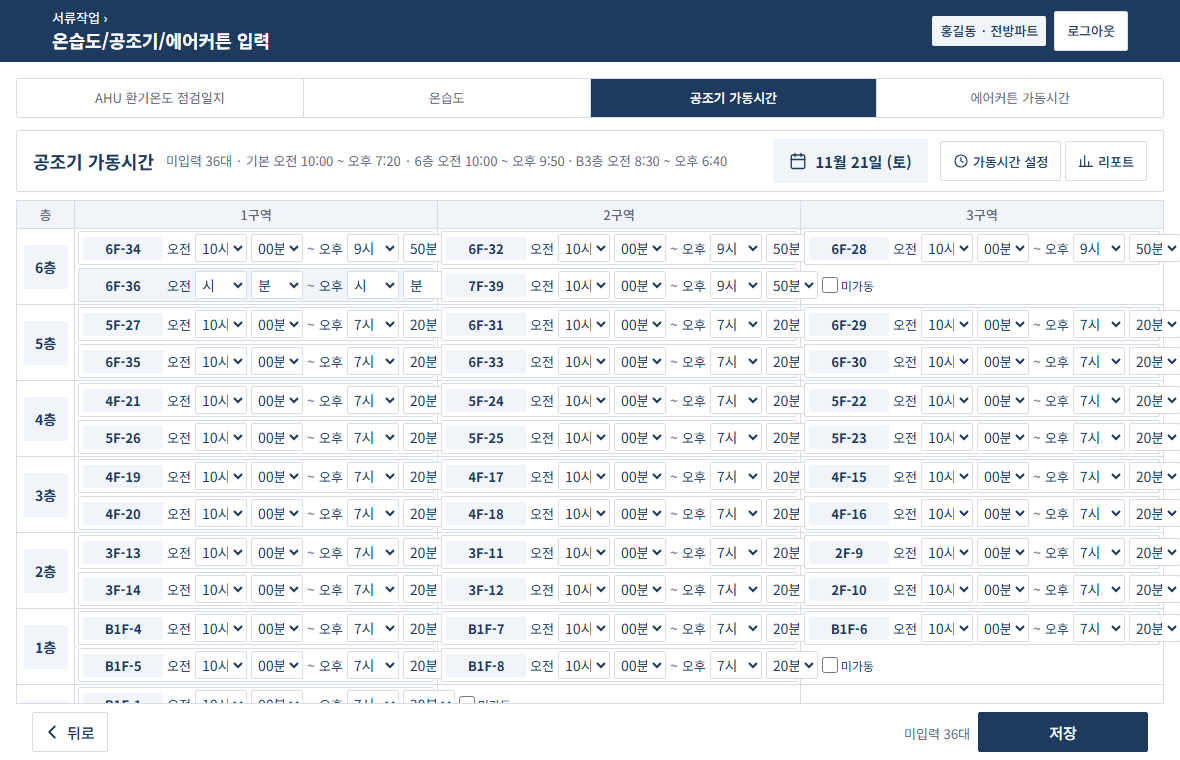 서류작업 ›
온습도/공조기/에어커튼 입력
홍길동 · 전방파트
로그아웃
AHU 환기온도 점검일지
온습도
공조기 가동시간
에어커튼 가동시간
공조기 가동시간
미입력 36대 · 기본 오전 10:00 ~ 오후 7:20 · 6층 오전 10:00 ~ 오후 9:50 · B3층 오전 8:30 ~ 오후 6:40
11월 21일 (토)
가동시간 설정
리포트
층 1구역 2구역 3구역
6층
6F-34 오전 10시 00분 ~ 오후 9시 50분 6F-32 오전 10시 00분 ~ 오후 9시 50분 6F-28 오전 10시 00분 ~ 오후 9시 50분
6F-36 오전 시 분 ~ 오후 시 분 7F-39 오전 10시 00분 ~ 오후 9시 50분 미가동
5층
5F-27 오전 10시 00분 ~ 오후 7시 20분 6F-31 오전 10시 00분 ~ 오후 7시 20분 6F-29 오전 10시 00분 ~ 오후 7시 20분
6F-35 오전 10시 00분 ~ 오후 7시 20분 6F-33 오전 10시 00분 ~ 오후 7시 20분 6F-30 오전 10시 00분 ~ 오후 7시 20분
4층
4F-21 오전 10시 00분 ~ 오후 7시 20분 5F-24 오전 10시 00분 ~ 오후 7시 20분 5F-22 오전 10시 00분 ~ 오후 7시 20분
5F-26 오전 10시 00분 ~ 오후 7시 20분 5F-25 오전 10시 00분 ~ 오후 7시 20분 5F-23 오전 10시 00분 ~ 오후 7시 20분
3층
4F-19 오전 10시 00분 ~ 오후 7시 20분 4F-17 오전 10시 00분 ~ 오후 7시 20분 4F-15 오전 10시 00분 ~ 오후 7시 20분
4F-20 오전 10시 00분 ~ 오후 7시 20분 4F-18 오전 10시 00분 ~ 오후 7시 20분 4F-16 오전 10시 00분 ~ 오후 7시 20분
2층
3F-13 오전 10시 00분 ~ 오후 7시 20분 3F-11 오전 10시 00분 ~ 오후 7시 20분 2F-9 오전 10시 00분 ~ 오후 7시 20분
3F-14 오전 10시 00분 ~ 오후 7시 20분 3F-12 오전 10시 00분 ~ 오후 7시 20분 2F-10 오전 10시 00분 ~ 오후 7시 20분
1층
B1F-4 오전 10시 00분 ~ 오후 7시 20분 B1F-7 오전 10시 00분 ~ 오후 7시 20분 B1F-6 오전 10시 00분 ~ 오후 7시 20분
B1F-5 오전 10시 00분 ~ 오후 7시 20분 B1F-8 오전 10시 00분 ~ 오후 7시 20분 미가동
뒤로
미입력 36대
저장